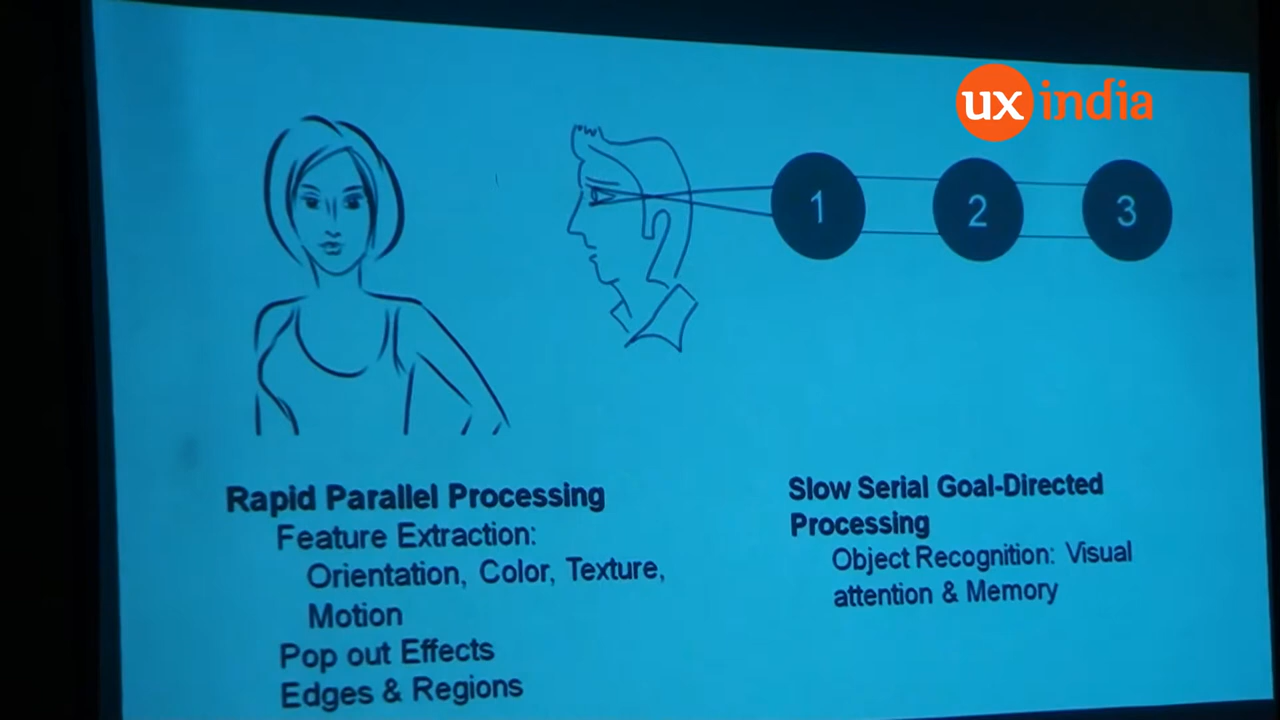 ux india
1
2
3
Rapid Parallel Processing
Feature Extraction:
Orientation, Color, Texture,
Motion
Pop out Effects
Edges & Regions
Slow Serial Goal-Directed
Processing
Object Recognition: Visual
attention & Memory